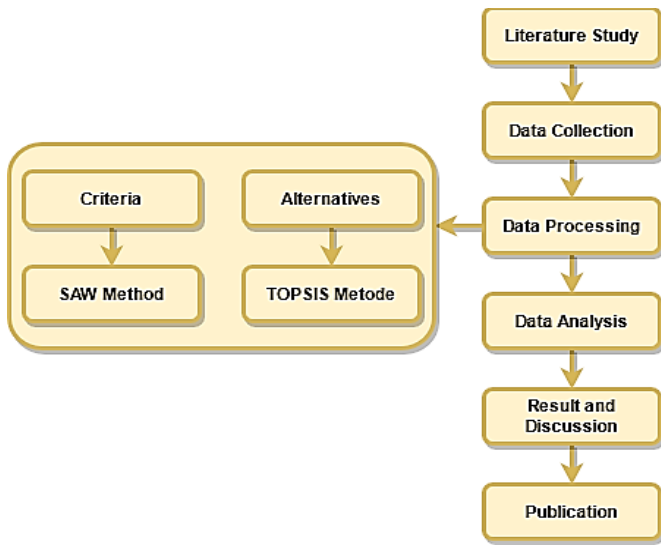 Literature Study
Data Collection
Criteria
Alternatives
Data Processing
SAW Method
TOPSIS Metode
Data Analysis
Result and
Discussion
Publication